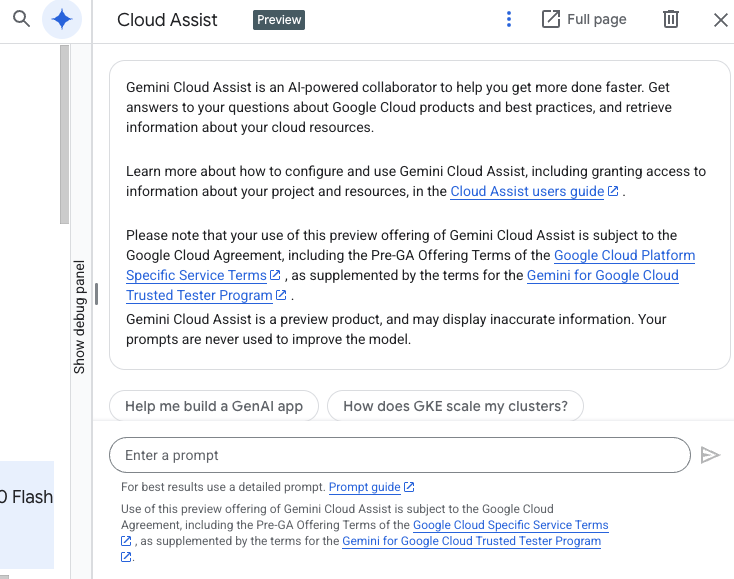 Cloud Assist
Preview
Full page
Gemini Cloud Assist is an AI-powered collaborator to help you get more done faster. Get
answers to your questions about Google Cloud products and best practices, and retrieve
information about your cloud resources.
Learn more about how to configure and use Gemini Cloud Assist, including granting access to
information about your project and resources, in the Cloud Assist users guide .
Please note that your use of this preview offering of Gemini Cloud Assist is subject to the
Google Cloud Agreement, including the Pre-GA Offering Terms of the Google Cloud Platform
Specific Service Terms , as supplemented by the terms for the Gemini for Google Cloud
Trusted Tester Program .
Gemini Cloud Assist is a preview product, and may display inaccurate information. Your
prompts are never used to improve the model.
Show debug panel
Help me build a GenAI app
How does GKE scale my clusters?
Enter a prompt
0 Flash
For best results use a detailed prompt. Prompt guide
Use of this preview offering of Gemini Cloud Assist is subject to the Google Cloud
Agreement, including the Pre-GA Offering Terms of the Google Cloud Specific Service Terms
, as supplemented by the terms for the Gemini for Google Cloud Trusted Tester Program
.